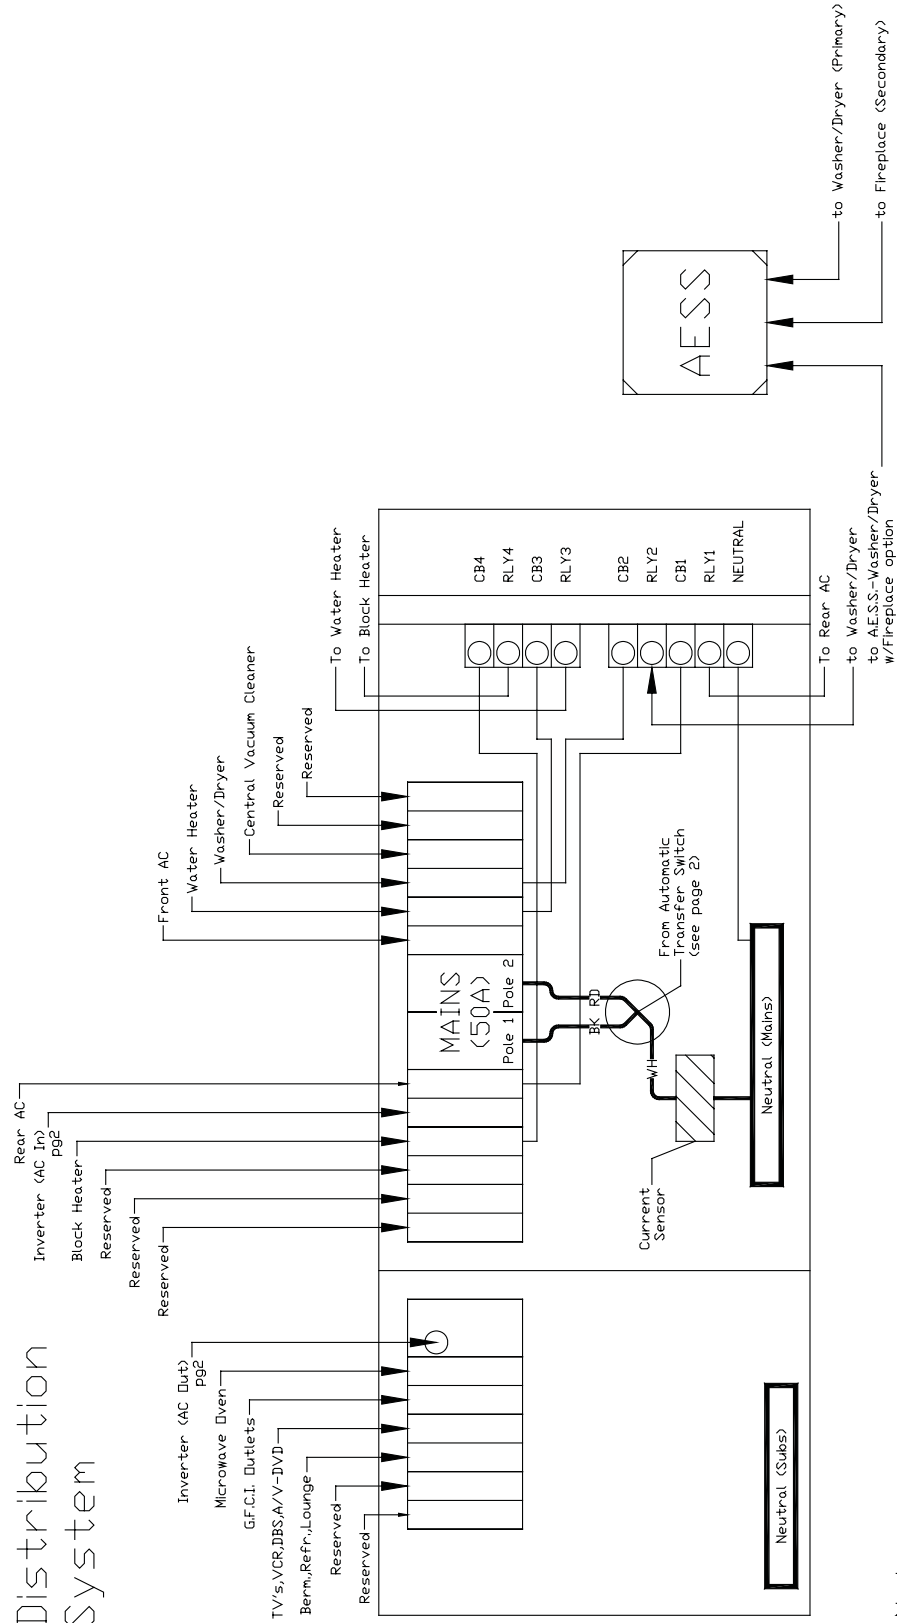 Distribution
System
Rear AC
Inverter (AC In)
pg2
Block Heater
Reserved
Reserved
Reserved
Inverter (AC Out)
pg2
Microwave Oven
G.F.C.I. Outlets
TV's,VCR,DBS,A/V-DVD
Berm.,Refr.,Lounge
Reserved
Reserved
Front AC
Water Heater
Washer/Dryer
Central Vacuum Cleaner
Reserved
Reserved
To Water Heater
To Block Heater
MAINS
(50A)
Pole 1
Pole 2
BK
RD
WH
From Automatic
Transfer Switch
(see page 2)
Current
Sensor
Neutral (Mains)
Neutral (Subs)
CB4
RLY4
CB3
RLY3
CB2
RLY2
CB1
RLY1
NEUTRAL
To Rear AC
to Washer/Dryer
to A.E.S.S.-Washer/Dryer
w/Fireplace option
AESS
to Washer/Dryer (Primary)
to Fireplace (Secondary)